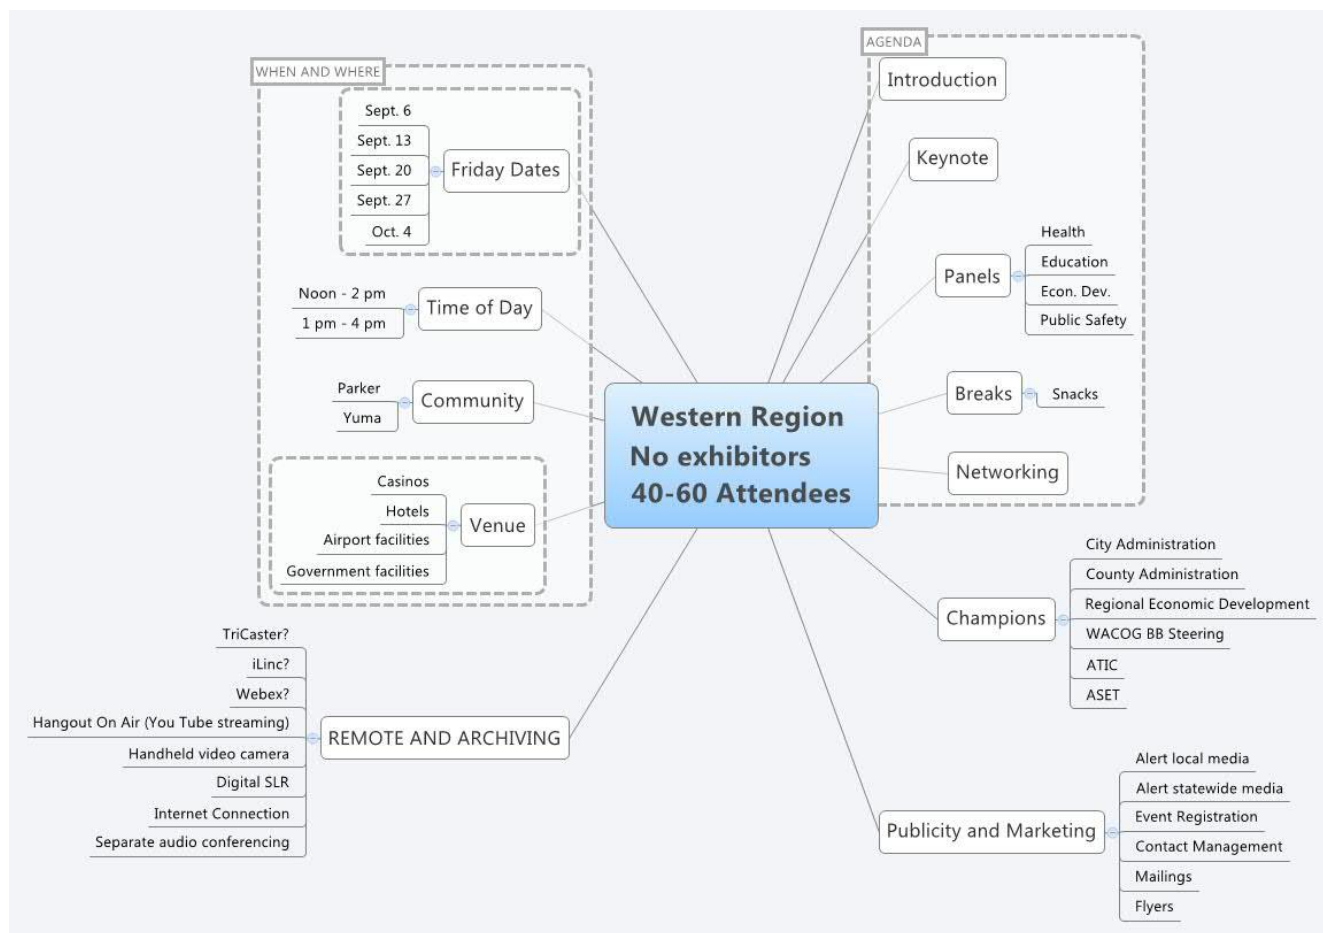 WHEN AND WHERE
Sept. 6
Sept. 13
Sept. 20
Sept. 27
Oct. 4
Friday Dates
Noon - 2 pm
1 pm - 4 pm
Time of Day
Parker
Yuma
Community
Casinos
Hotels
Airport facilities
Government facilities
Venue
TriCaster?
iLinc?
Webex?
Hangout On Air (You Tube streaming)
Handheld video camera
Digital SLR
Internet Connection
Separate audio conferencing
REMOTE AND ARCHIVING
Western Region
No exhibitors
40-60 Attendees
AGENDA
Introduction
Keynote
Panels
Health
Education
Econ. Dev.
Public Safety
Breaks
Snacks
Networking
Champions
City Administration
County Administration
Regional Economic Development
WACOG BB Steering
ATIC
ASET
Publicity and Marketing
Alert local media
Alert statewide media
Event Registration
Contact Management
Mailings
Flyers